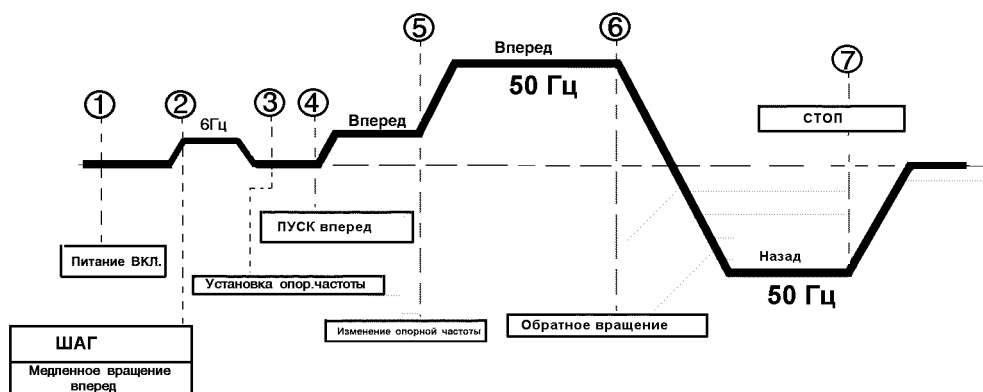 5
6
Вперед
7
1
2
3
4
6Гц
Вперед
50 Гц
СТОП
ПУСК вперед
Питание ВКЛ.
Назад
Установка опор.частоты
50 Гц
Изменение опорной частоты
Обратное вращение
ШАГ
Медленное вращение
вперед